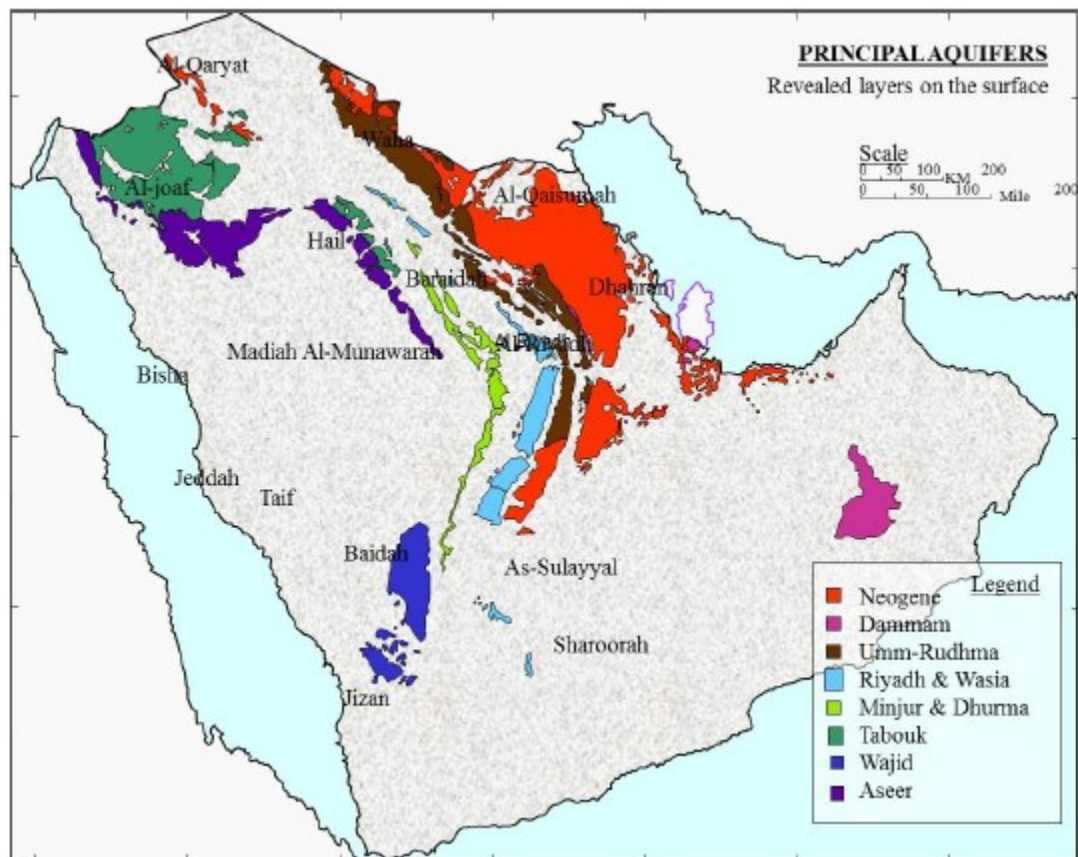 PRINCIPAL AQUIFERS
Revealed layers on the surface
Scale
50 100 200
KM
0 50 100 200
Mile
Al-Qaryat
Waha
Al-joaf
Al-Qaisumah
Hail
Baraidah
Dhahran
Madiah Al-Munawarah
Bisha
Jeddah
Taif
Baidah
As-Sulayyal
Sharoorah
Jizan
Legend
Neogene
Dammam
Umm-Rudhma
Riyadh & Wasia
Minjur & Dhurma
Tabouk
Wajid
Aseer